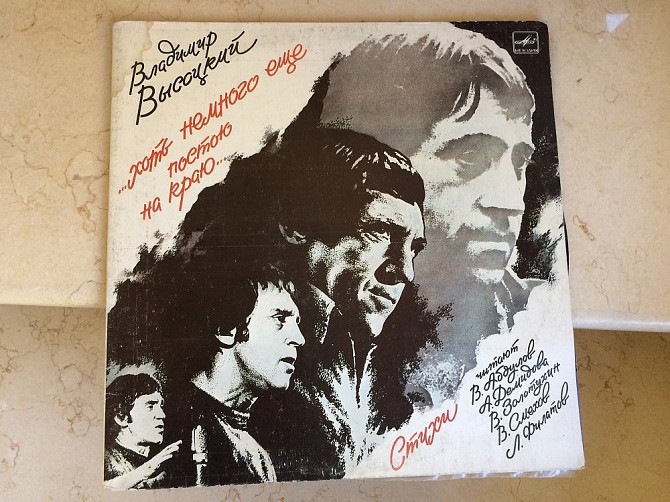 Владимир
Высоцкий
...хоть немного еще
постою
на краю...
читают
В. Абдулов
А. Демидова
В. Золотухин
В. Смехов
Л. Филатов
Стихи